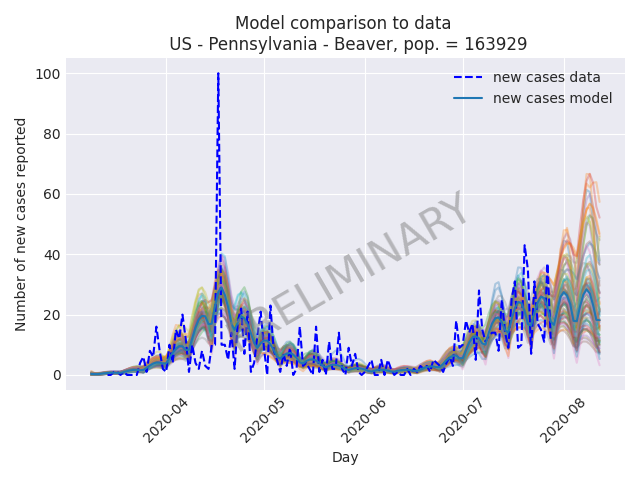 Model comparison to data
US - Pennsylvania - Beaver, pop. = 163929
new cases data
new cases model
Number of new cases reported
100
80
60
40
20
0
PRELIMINARY
2020-04
2020-05
2020-06
2020-07
2020-08
Day